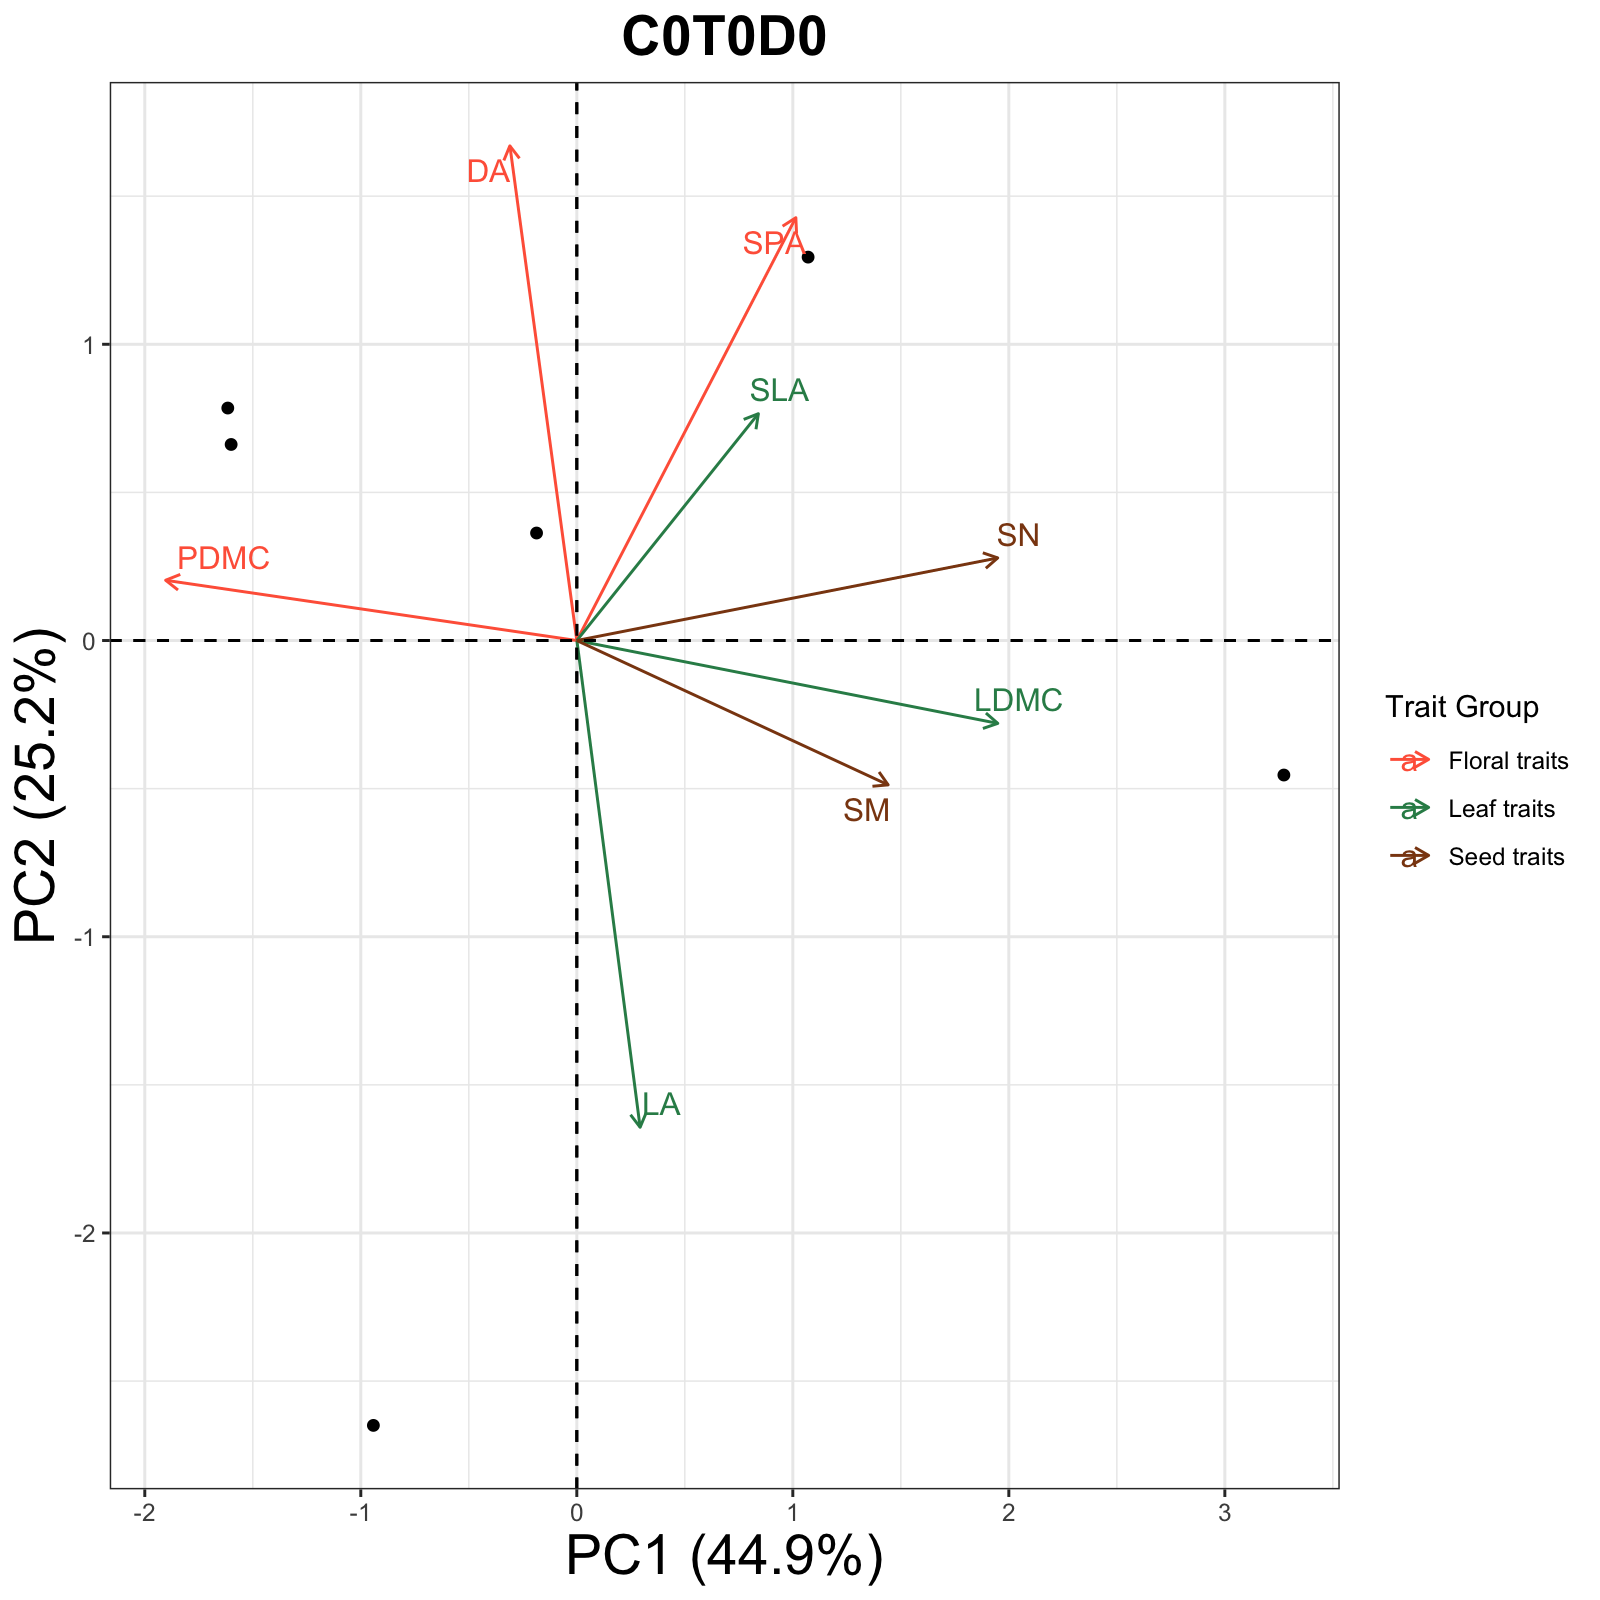 C0T0D0
DA
SPA
1
SLA
SN
PDMC
0
PC2 (25.2%)
LDMC
Trait Group
a Floral traits
SM
a Leaf traits
a Seed traits
-1
LA
-2
-2 -1 0 1 2 3
PC1 (44.9%)